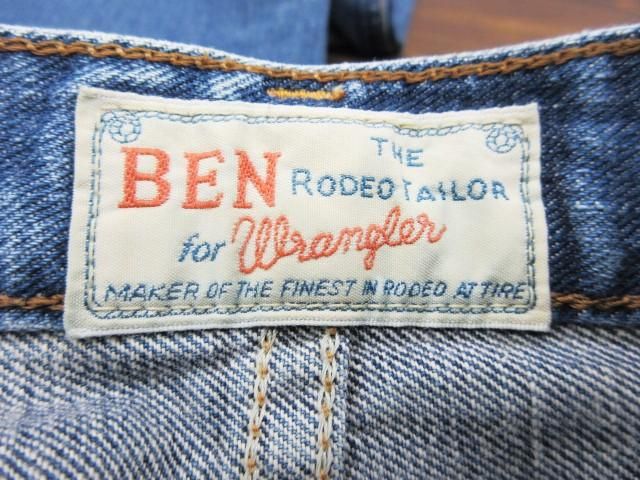 BEN THE RODEO TAILOR
for Wrangler
MAKER OF THE FINEST IN RODEO ATTIRE